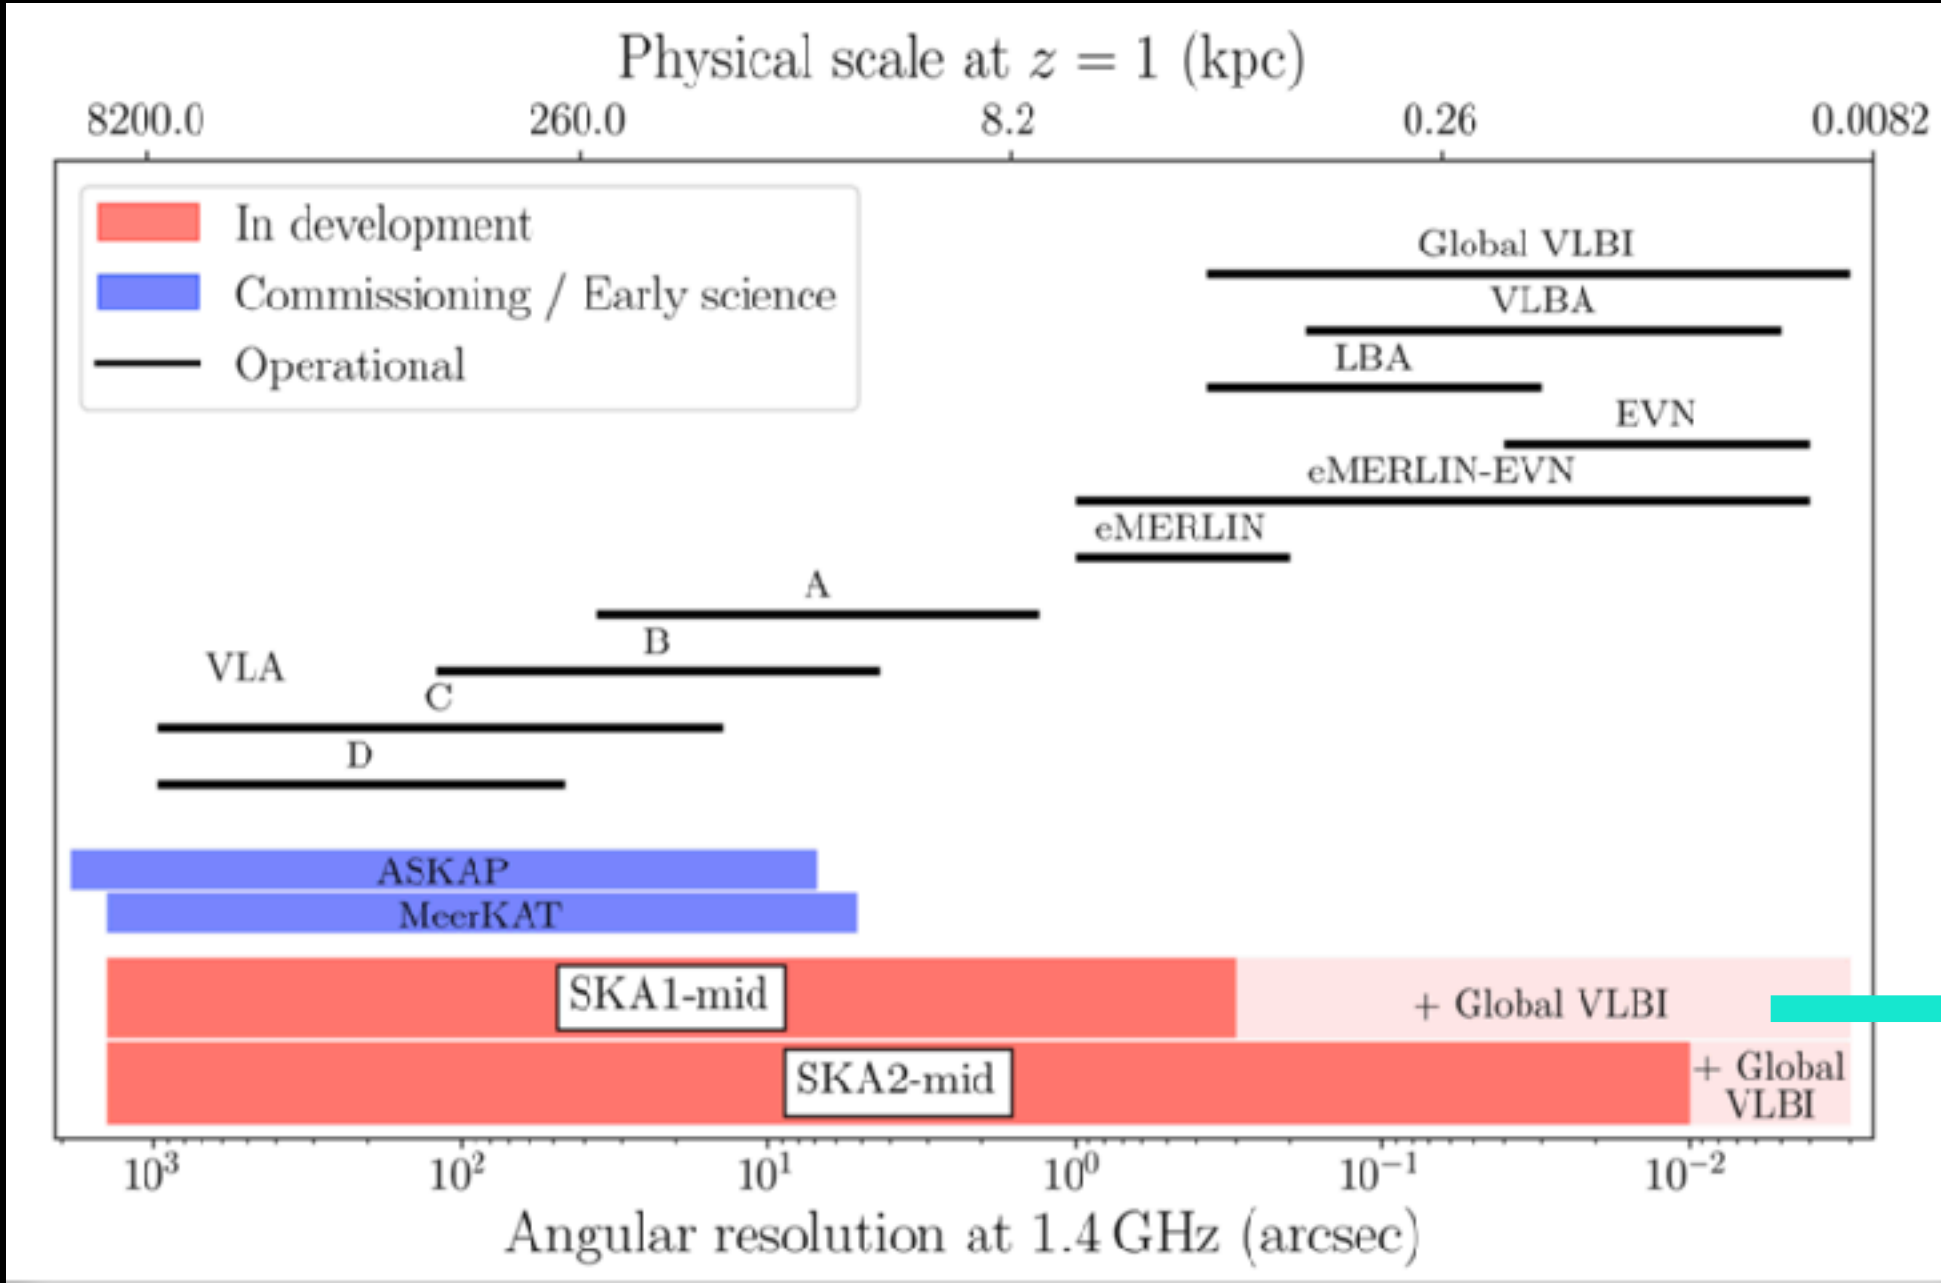 Physical scale at z = 1 (kpc)
8200.0 260.0 8.2 0.26 0.0082
In development
Commissioning / Early science
Operational
Global VLBI
VLBA
LBA
EVN
eMERLIN-EVN
eMERLIN
A
B
VLA
C
D
ASKAP
MeerKAT
SKA1-mid + Global VLBI
SKA2-mid + Global
VLBI
10³ 10² 10¹ 10⁰ 10⁻¹ 10⁻²
Angular resolution at 1.4 GHz (arcsec)